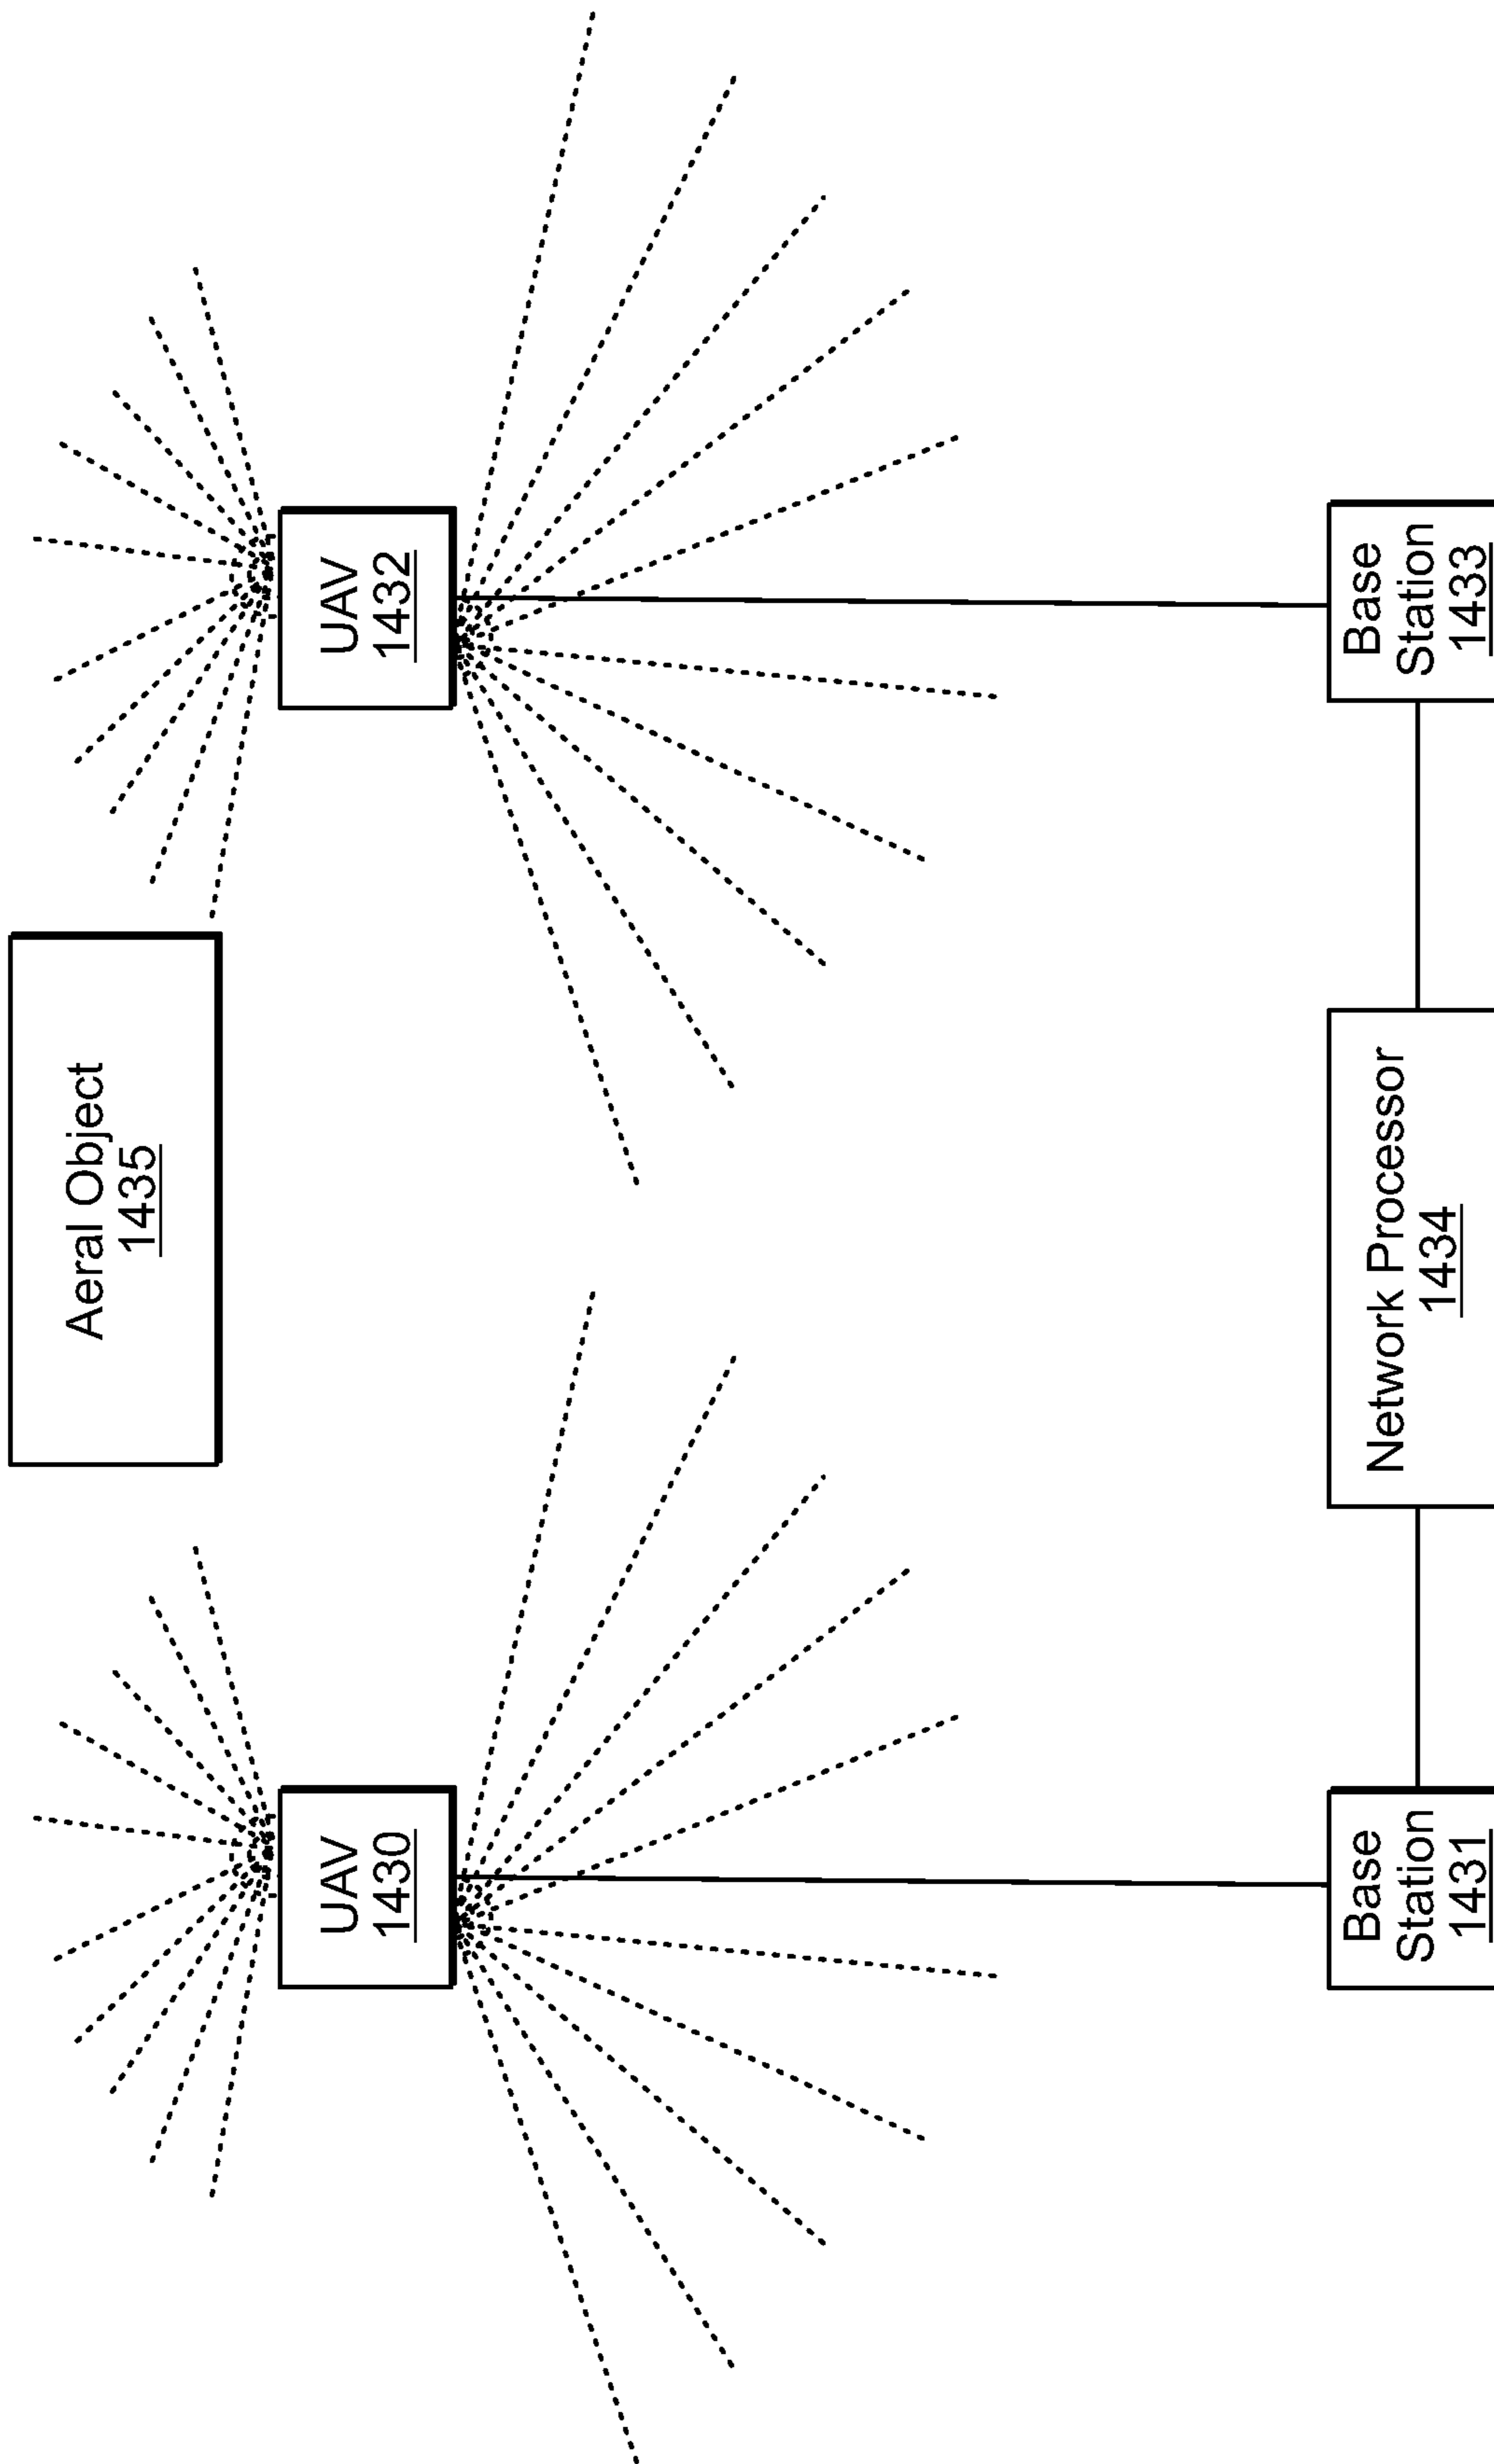 Aeral Object
1435
UAV
1430
UAV
1432
Base
Station
1431
Network Processor
1434
Base
Station
1433